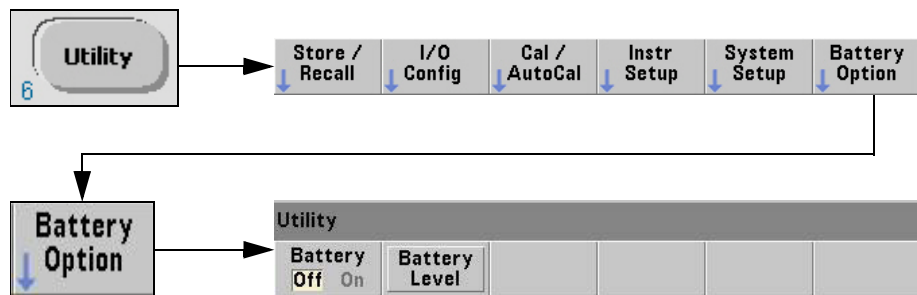 Utility
6
Store / Recall
I/O Config
Cal / AutoCal
Instr Setup
System Setup
Battery Option
Battery Option
Utility
Battery Off On
Battery Level